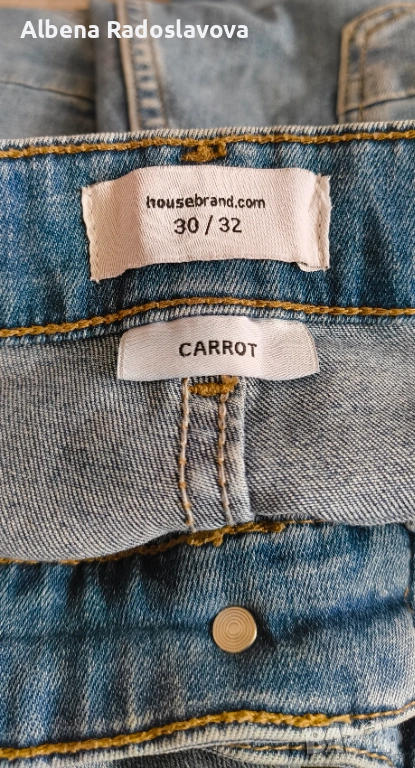 Albena Radoslavova
housebrand.com
30 / 32
CARROT